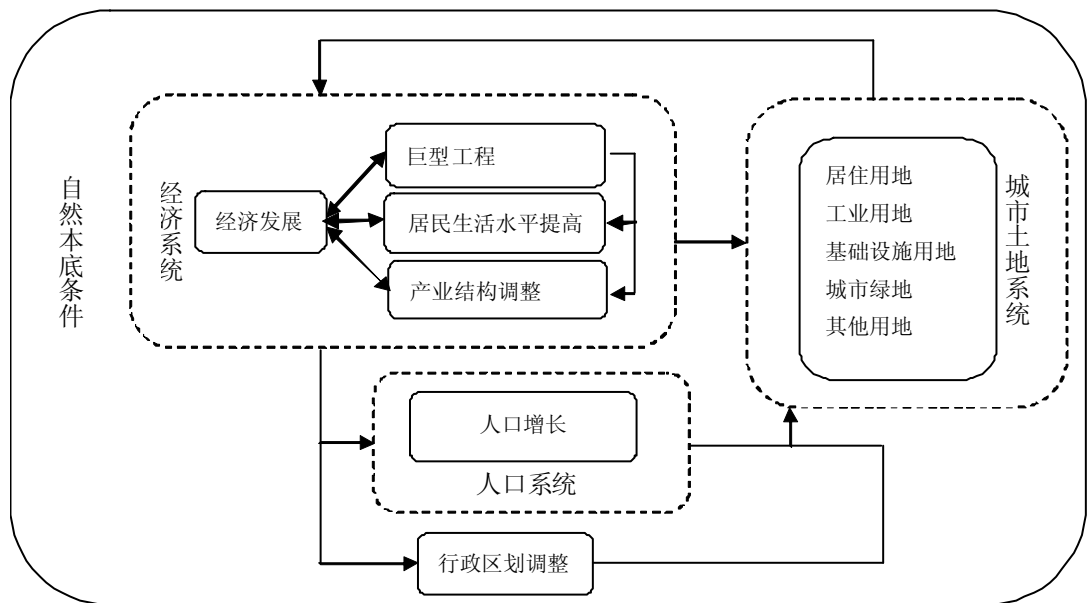 自然本底条件
经济系统
经济发展
巨型工程
居民生活水平提高
产业结构调整
居住用地
工业用地
基础设施用地
城市绿地
其他用地
城市土地系统
人口增长
人口系统
行政区划调整